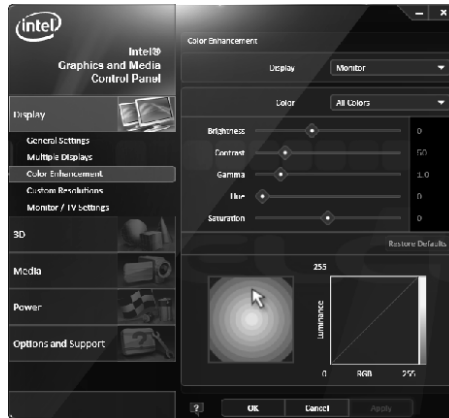 intel
Intel®
Graphics and Media
Control Panel
Display
General Settings
Multiple Displays
Color Enhancement
Custom Resolutions
Monitor / TV Settings
3D
Media
Power
Options and Support
Color Enhancement
Display
Monitor
Color
All Colors
Brightness
0
Contrast
50
Gamma
1.0
Hue
0
Saturation
0
Restore Defaults
255
Luminance
0
RGB
255
?
OK
Cancel
Apply